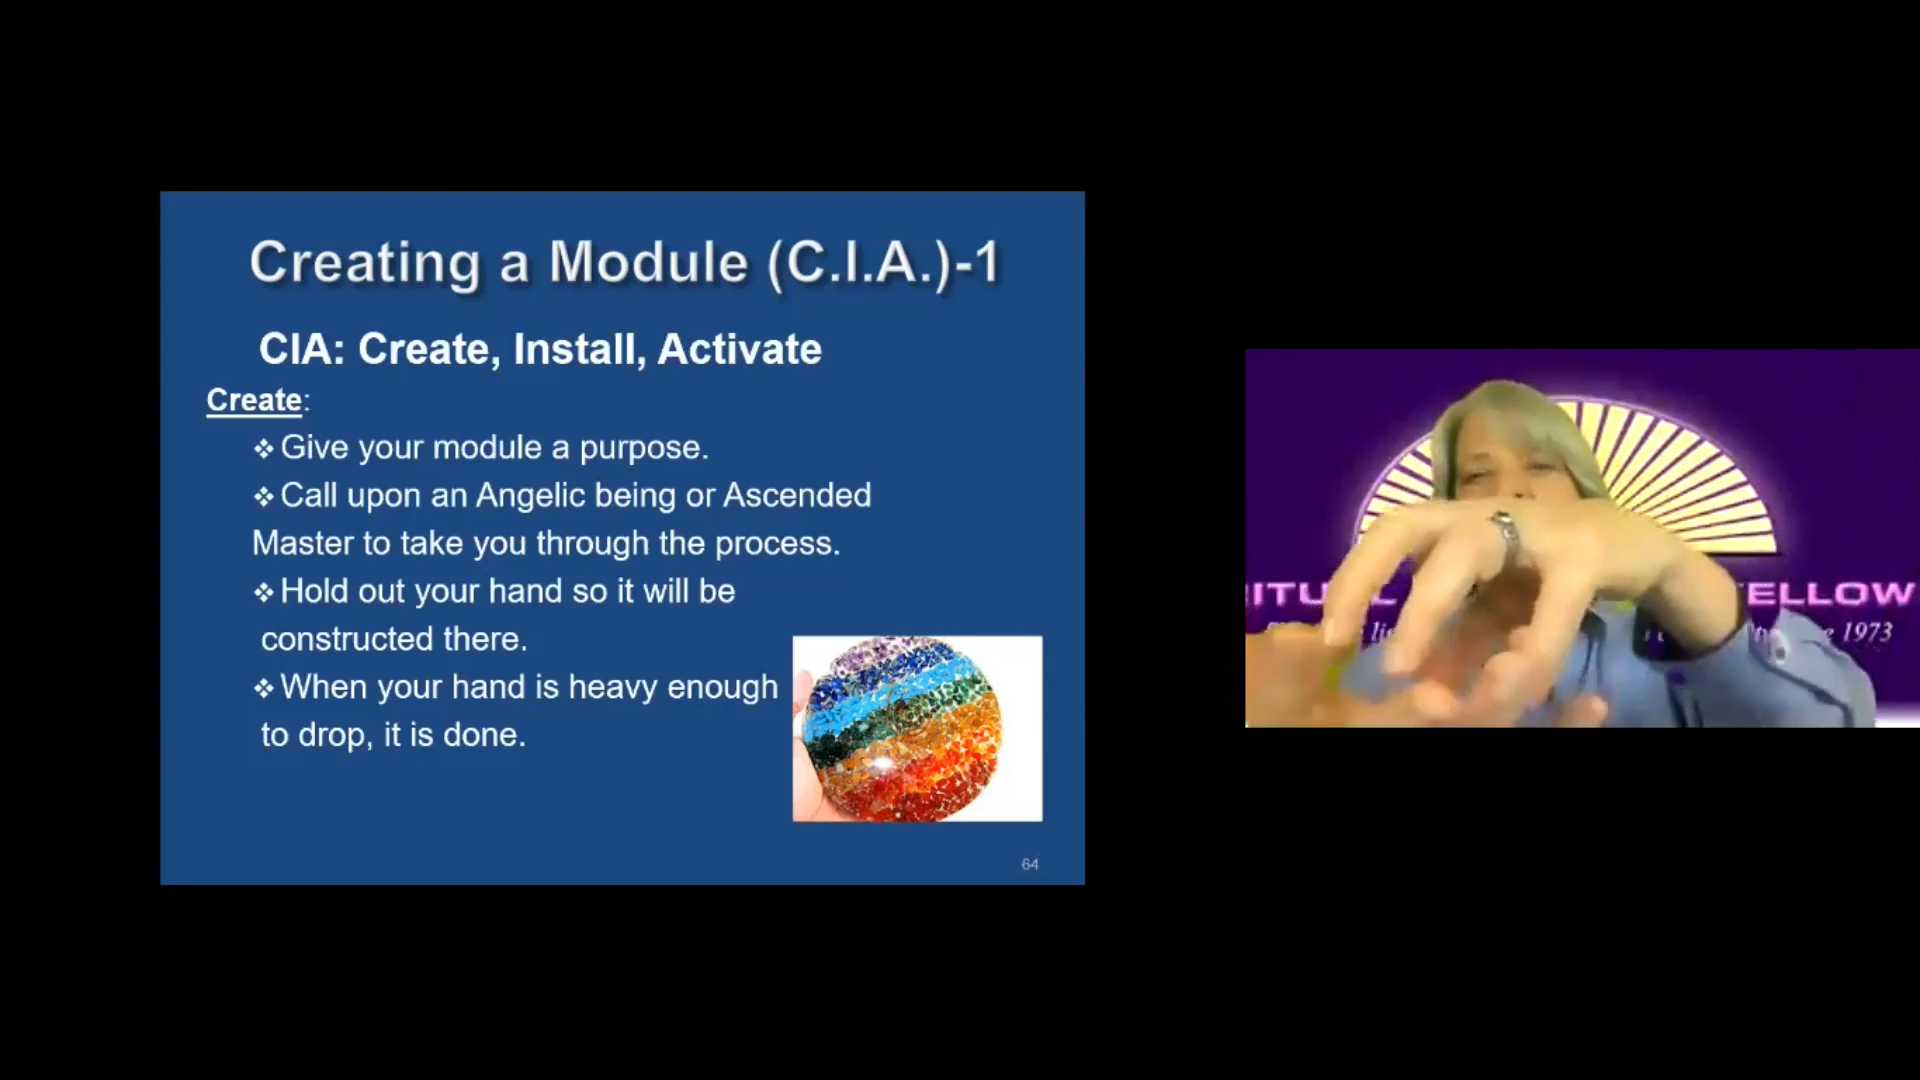 Creating a Module (C.I.A.)-1
CIA: Create, Install, Activate
Create:
❖ Give your module a purpose.
❖ Call upon an Angelic being or Ascended
Master to take you through the process.
❖ Hold out your hand so it will be
constructed there.
❖ When your hand is heavy enough
to drop, it is done.
64
1973